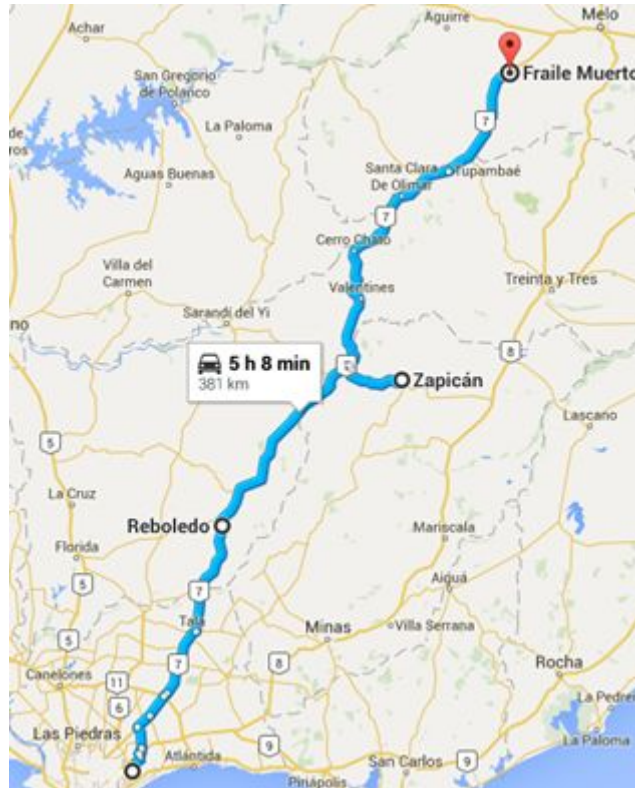 Aguirre
Melo
Achar
Fraile Muerto
San Gregorio
de Polanco
La Paloma
7
Santa Clara
De Olimar
Tupambaé
Aguas Buenas
7
Cerro Chato
Villa del
Carmen
Valentines
Treinta y Tres
Sarandí del Yí
8
5 h 8 min
381 km
Zapicán
Lascano
5
La Cruz
Reboledo
Mariscala
Florida
Aiguá
5
7
Tala
Minas
Villa Serrana
5
7
8
Rocha
Canelones
11
6
La Pedre
Las Piedras
La Paloma
9
Atlántida
San Carlos
9
Piriápolis